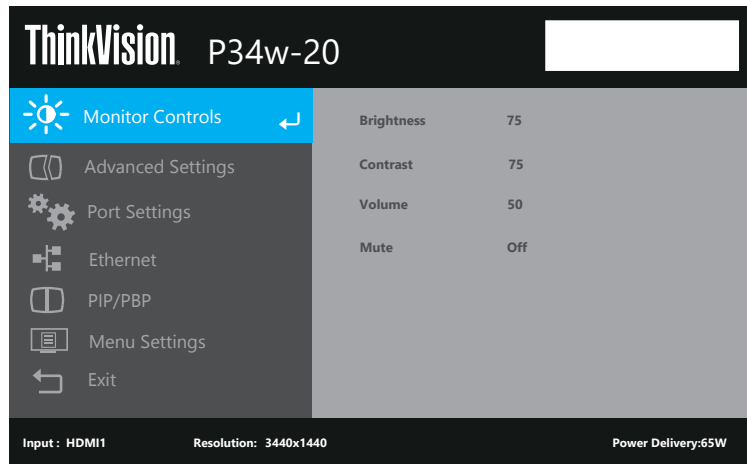 ThinkVision. P34w-20
Monitor Controls
Brightness 75
Advanced Settings
Contrast 75
Port Settings
Volume 50
Ethernet
Mute Off
PIP/PBP
Menu Settings
Exit
Input : HDMI1 Resolution: 3440x1440 Power Delivery:65W